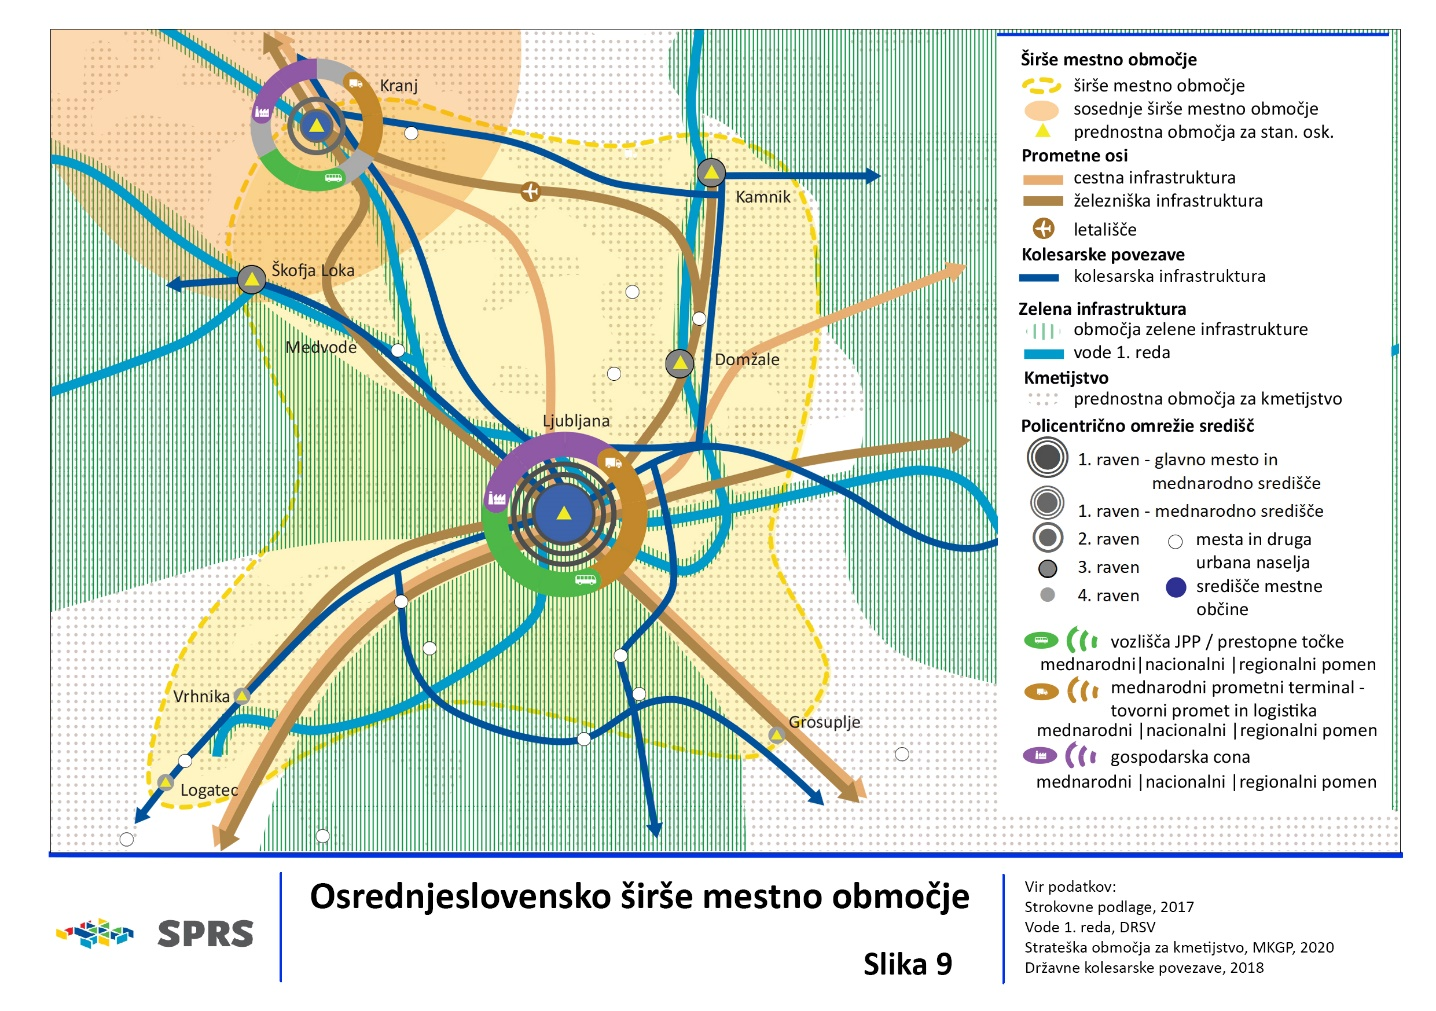 Kranj
Kamnik
Škofja Loka
Medvode
Domžale
Ljubljana
Vrhnika
Grosuplje
Logatec
Širše mestno območje
širše mestno območje
sosednje širše mestno območje
prednostna območja za stan. osk.
Prometne osi
cestna infrastruktura
železniška infrastruktura
letališče
Kolesarske povezave
kolesarska infrastruktura
Zelena infrastruktura
območja zelene infrastrukture
vode 1. reda
Kmetijstvo
prednostna območja za kmetijstvo
Policentrično omrežje središč
1. raven - glavno mesto in
mednarodno središče
1. raven - mednarodno središče
2. raven
3. raven
4. raven
mesta in druga
urbana naselja
središče mestne
občine
vozlišča JPP / prestopne točke
mednarodni|nacionalni |regionalni pomen
mednarodni prometni terminal -
tovorni promet in logistika
mednarodni |nacionalni |regionalni pomen
gospodarska cona
mednarodni |nacionalni |regionalni pomen
SPRS
Osrednjeslovensko širše mestno območje
Slika 9
Vir podatkov:
Strokovne podlage, 2017
Vode 1. reda, DRSV
Strateška območja za kmetijstvo, MKGP, 2020
Državne kolesarske povezave, 2018